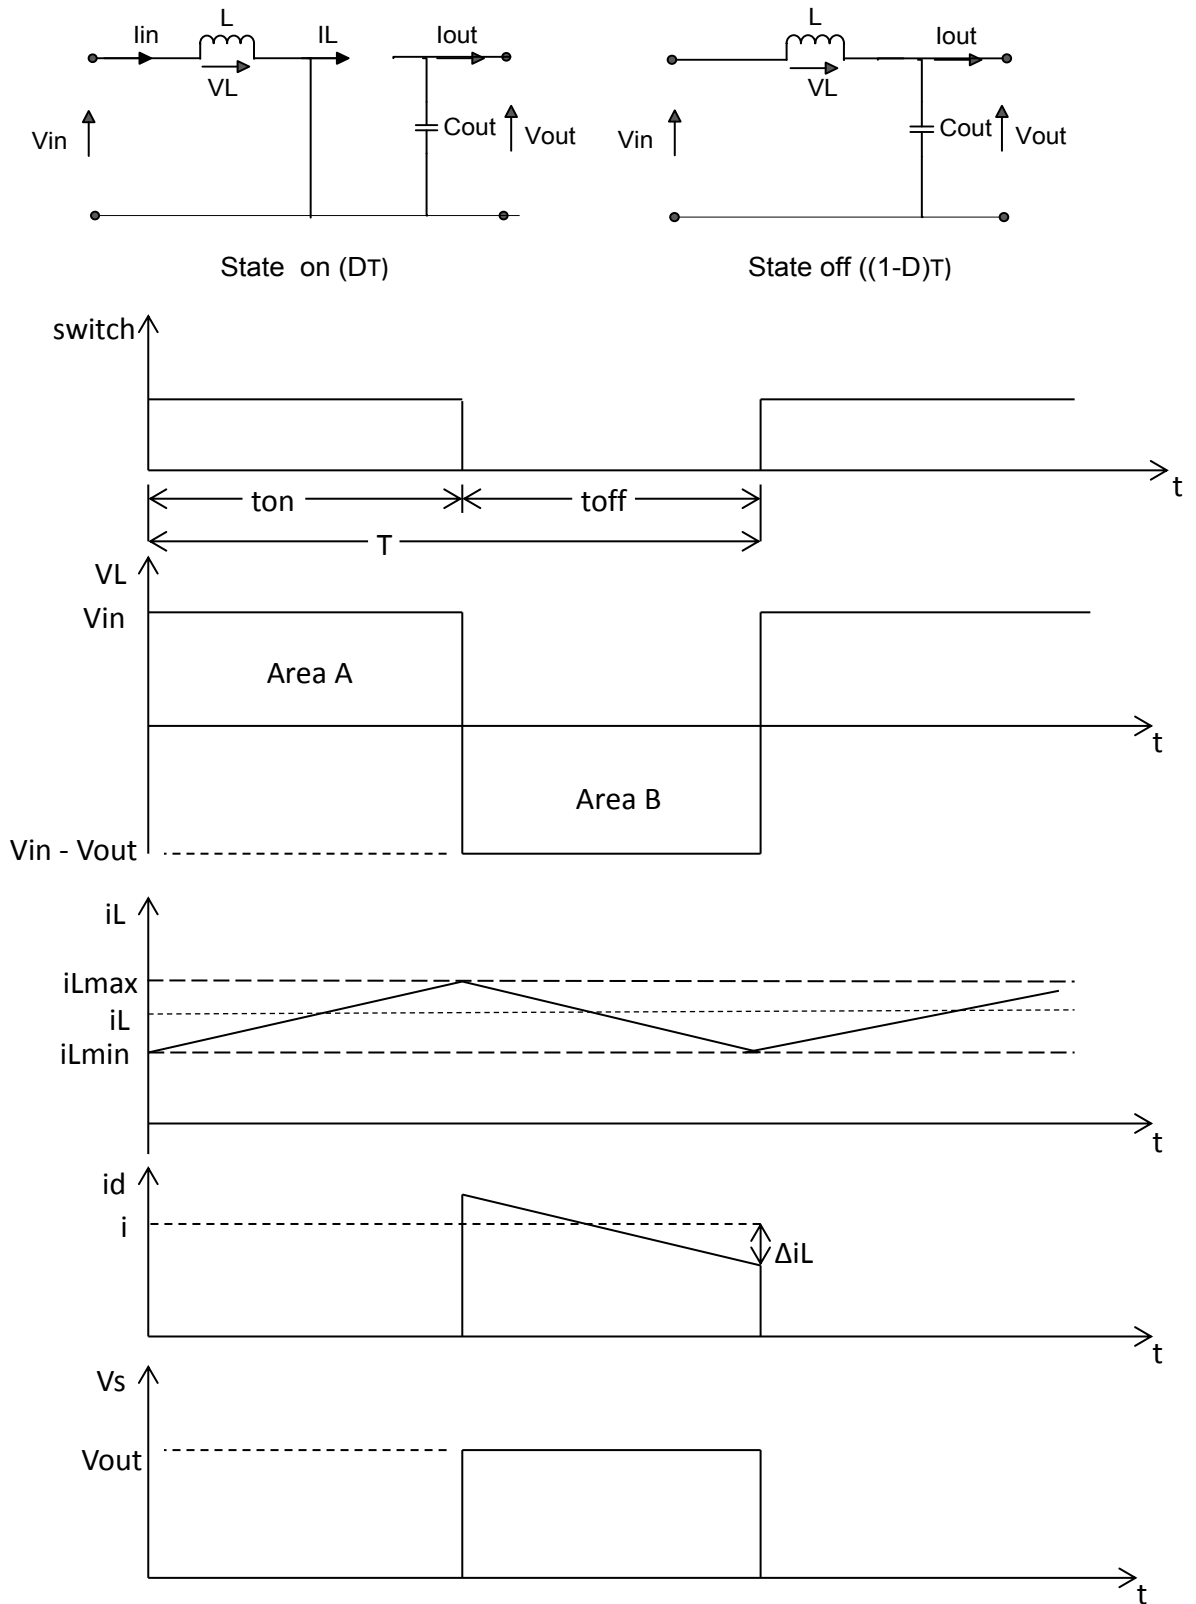 Iin
L
IL
Iout
VL
Vin
Cout
Vout
State on (DT)
L
Iout
VL
Vin
Cout
Vout
State off ((1-D)T)
switch
t
ton
toff
T
VL
Vin
Area A
t
Area B
Vin - Vout
iL
iLmax
iL
iLmin
t
id
i
ΔiL
t
Vs
Vout
t